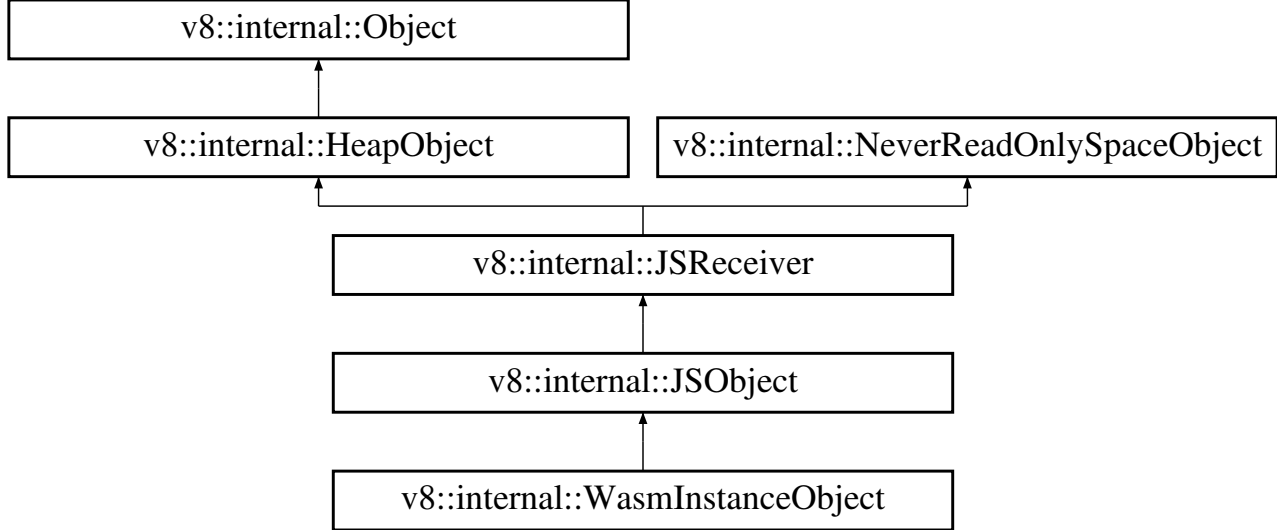 v8::internal::Object
v8::internal::HeapObject
v8::internal::NeverReadOnlySpaceObject
v8::internal::JSReceiver
v8::internal::JSObject
v8::internal::WasmInstanceObject